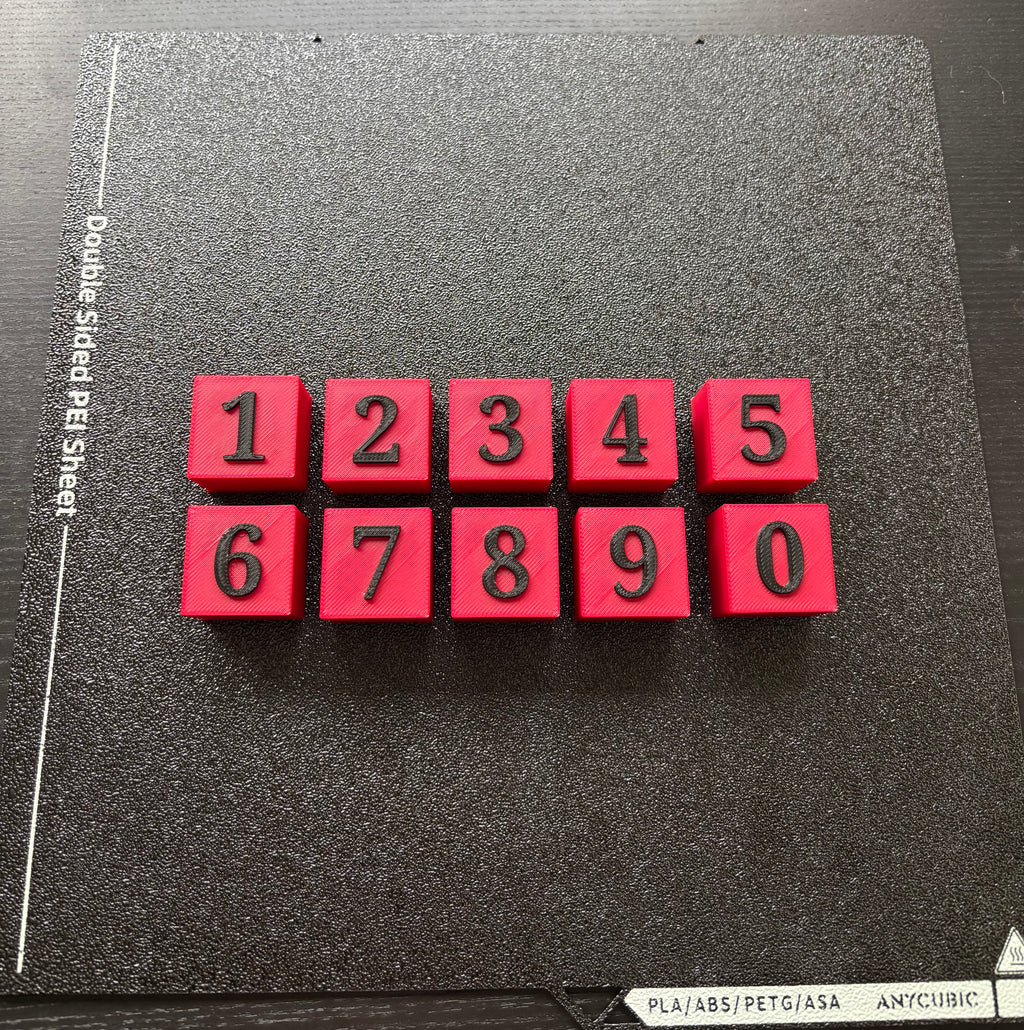 Double Sided PEI Sheet
1 2 3 4 5
6 7 8 9 0
PLA/ABS/PETG/ASA ANYCUBIC